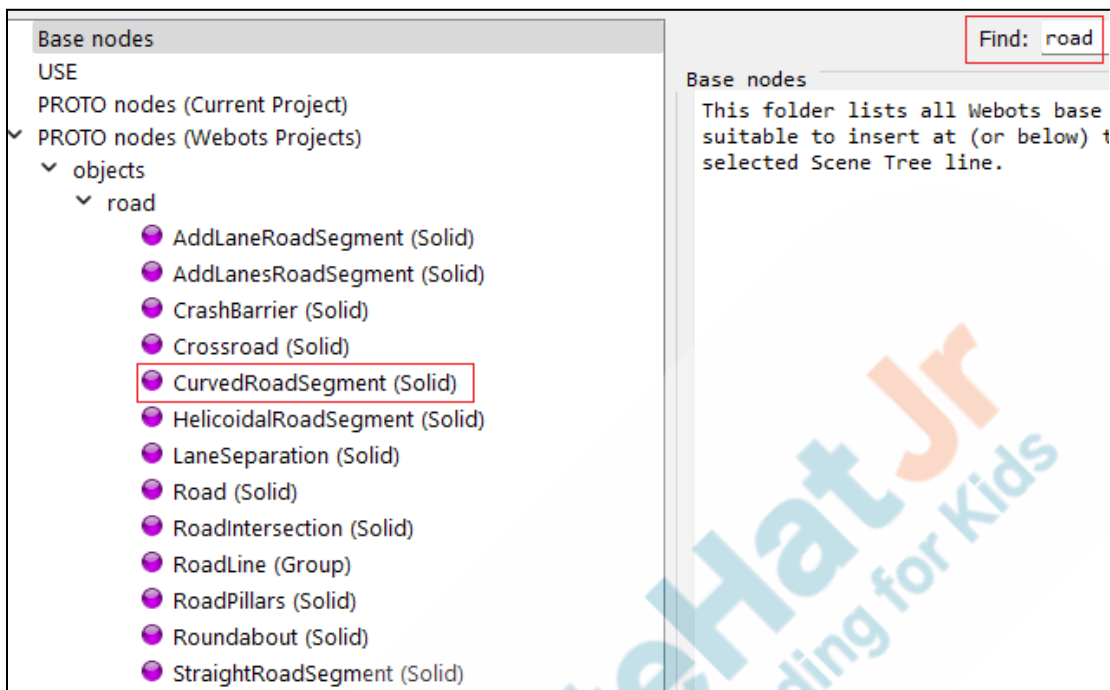 Base nodes
USE
PROTO nodes (Current Project)
PROTO nodes (Webots Projects)
objects
road
AddLaneRoadSegment (Solid)
AddLanesRoadSegment (Solid)
CrashBarrier (Solid)
Crossroad (Solid)
CurvedRoadSegment (Solid)
HelicoidalRoadSegment (Solid)
LaneSeparation (Solid)
Road (Solid)
RoadIntersection (Solid)
RoadLine (Group)
RoadPillars (Solid)
Roundabout (Solid)
StraightRoadSegment (Solid)
Find: road
Base nodes
This folder lists all Webots base
suitable to insert at (or below) t
selected Scene Tree line.
eHat Jr
ding for Kids